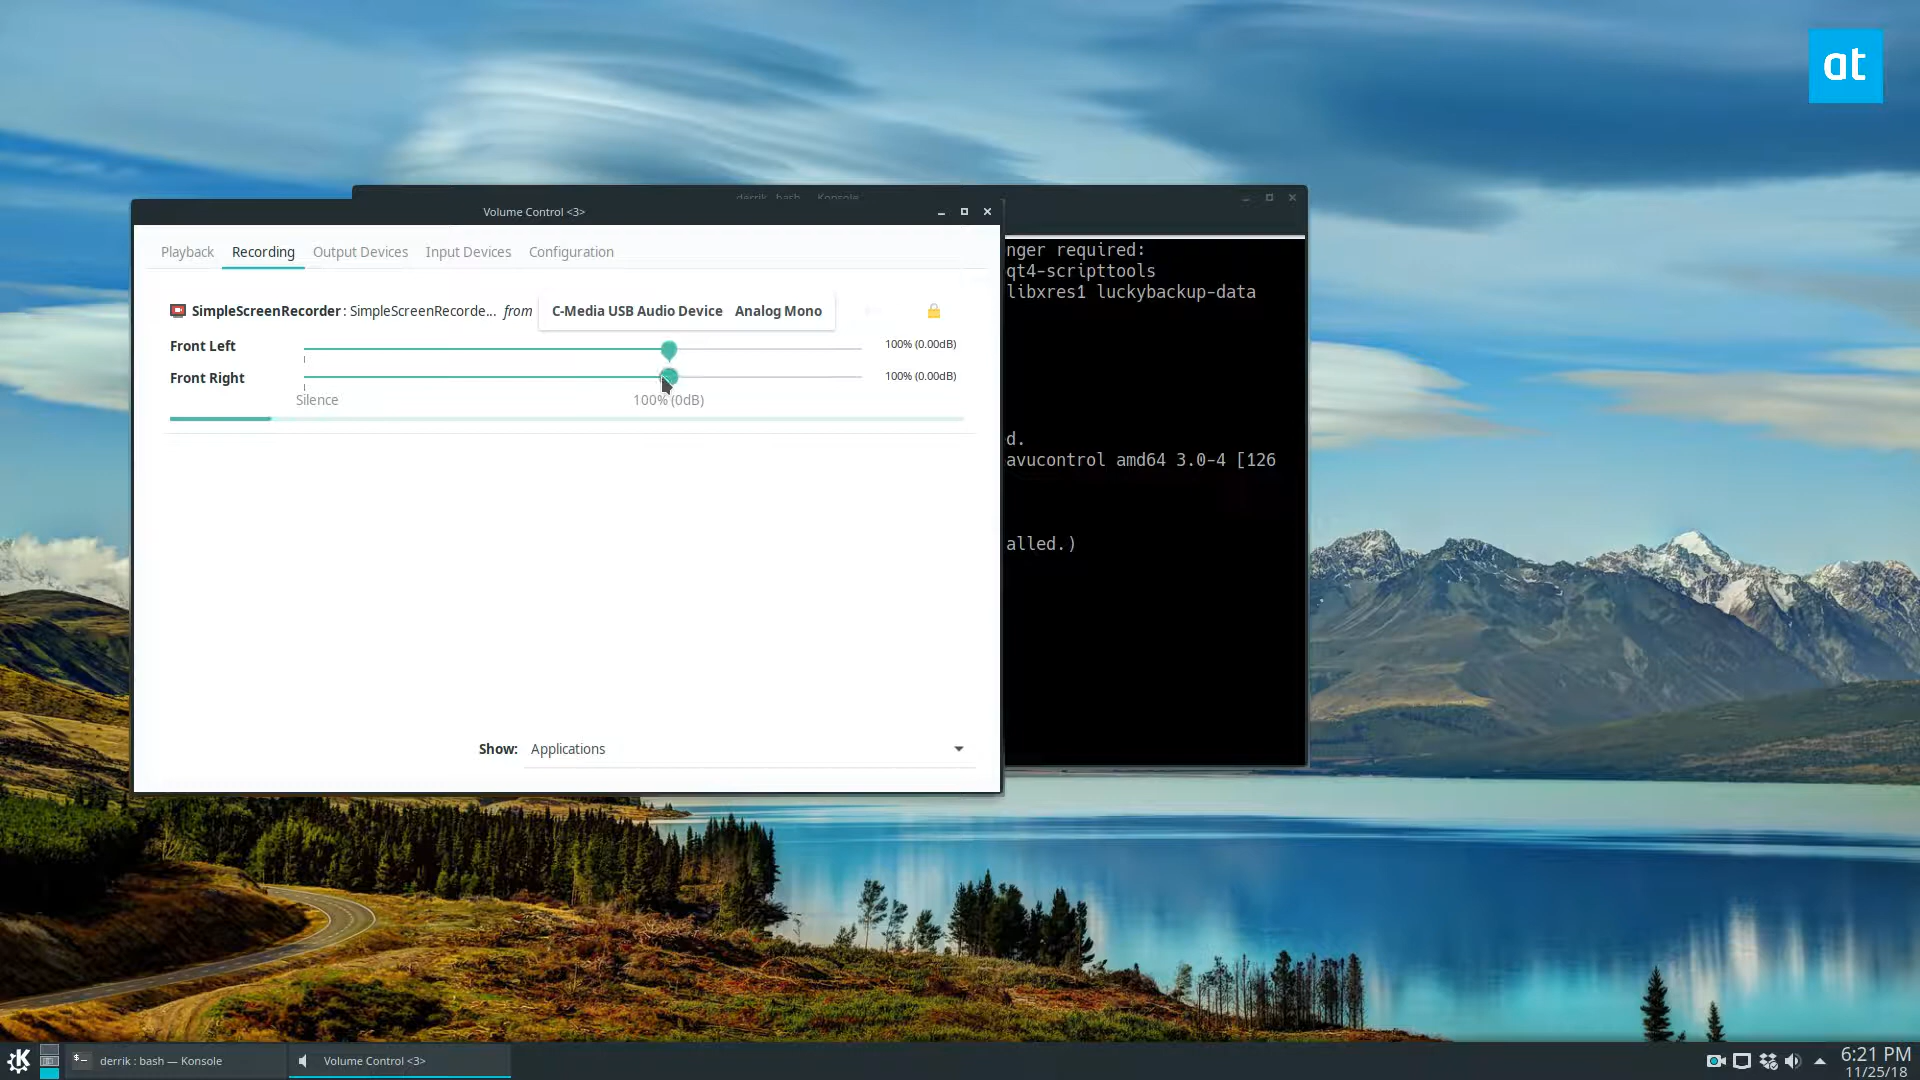 at
derrik : bash — Konsole
Volume Control <3>
Playback Recording Output Devices Input Devices Configuration
SimpleScreenRecorder: SimpleScreenRecorde... from C-Media USB Audio Device Analog Mono
Front Left 100% (0.00dB)
Front Right 100% (0.00dB)
Silence 100% (0dB)
Show: Applications
nger required:
qt4-scripttools
libxres1 luckybackup-data
d.
avucontrol amd64 3.0-4 [126
alled.)
derrik : bash — Konsole
Volume Control <3>
6:21 PM
11/25/18